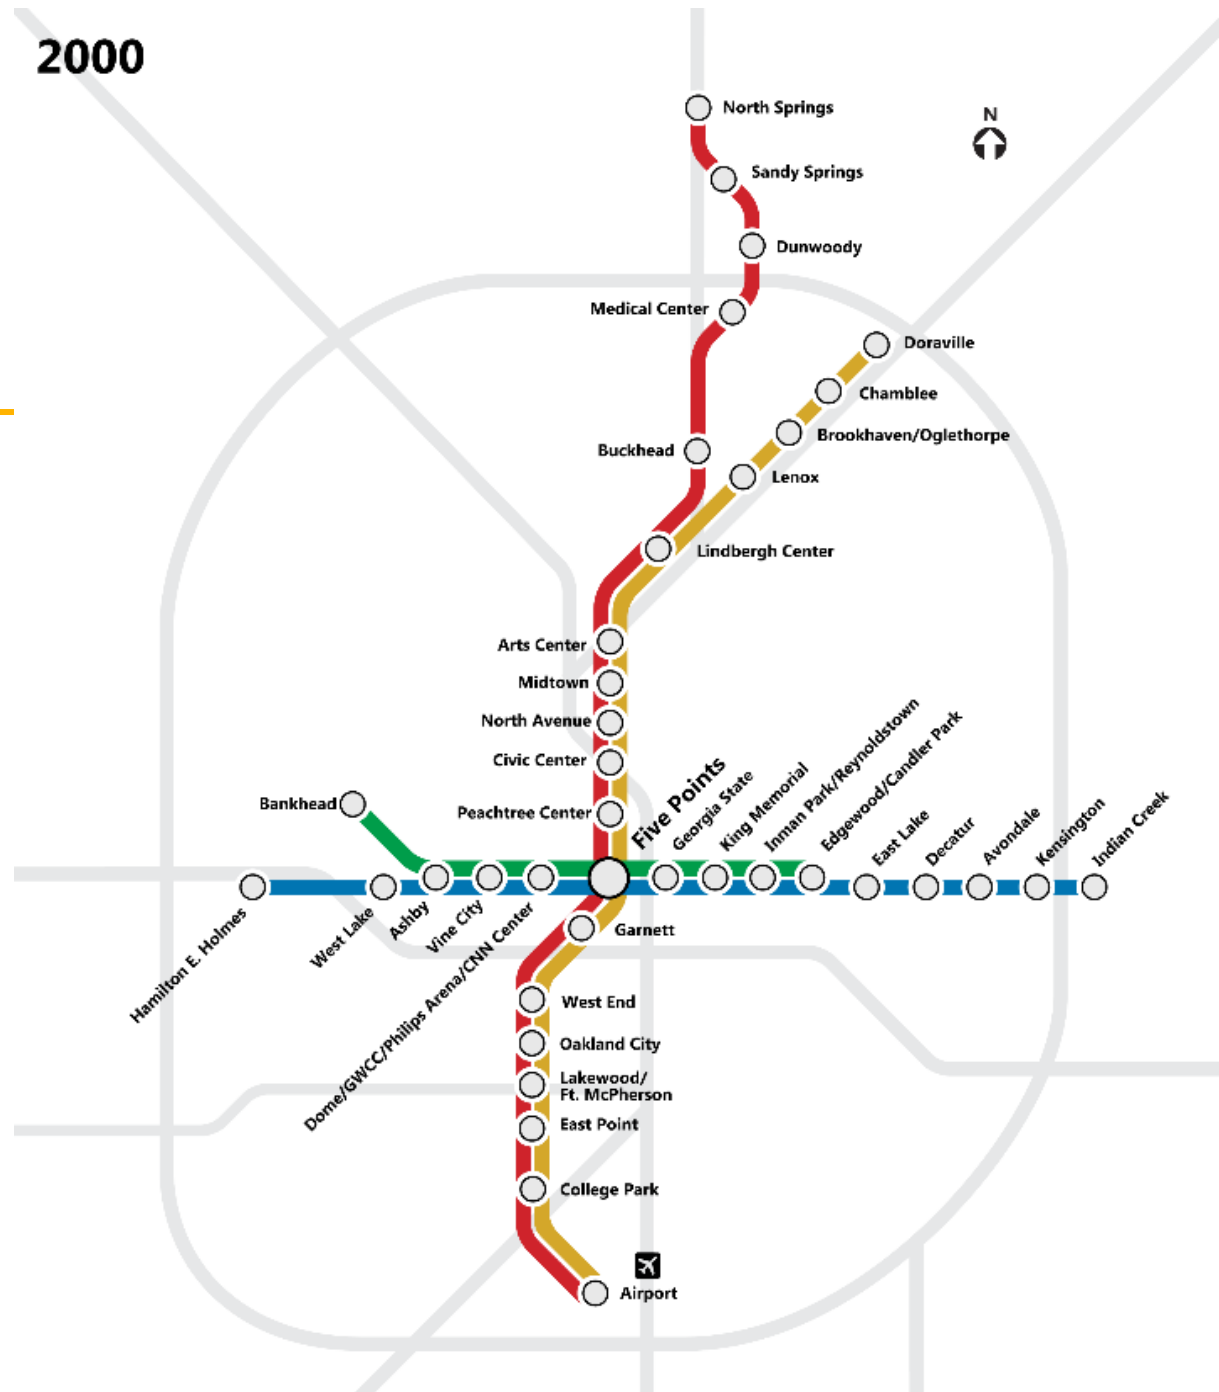 2000
North Springs
N
Sandy Springs
Dunwoody
Medical Center
Doraville
Chamblee
Brookhaven/Oglethorpe
Buckhead
Lenox
Lindbergh Center
Arts Center
Midtown
North Avenue
Civic Center
Peachtree Center
Bankhead
Five Points
Georgia State
King Memorial
Inman Park/Reynoldstown
Edgewood/Candler Park
East Lake
Decatur
Avondale
Kensington
Indian Creek
Hamilton E. Holmes
West Lake
Ashby
Vine City
Dome/GWCC/Philips Arena/CNN Center
Garnett
West End
Oakland City
Lakewood/
Ft. McPherson
East Point
College Park
Airport